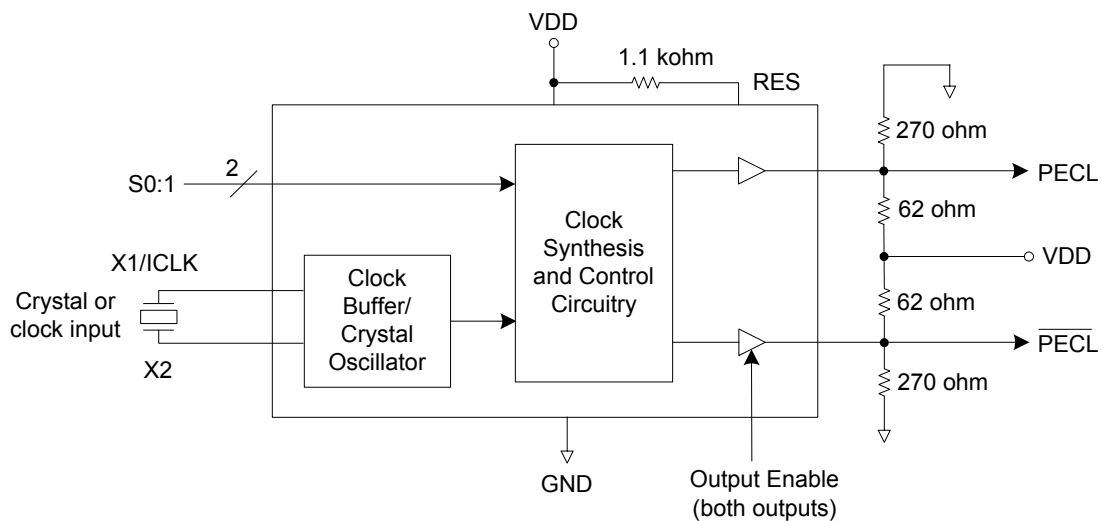 VDD
1.1 kohm
RES
270 ohm
S0:1
2
PECL
62 ohm
Clock
Synthesis
and Control
Circuitry
X1/ICLK
VDD
Clock
Buffer/
Crystal
Oscillator
Crystal or
clock input
62 ohm
PECL
X2
270 ohm
GND
Output Enable
(both outputs)